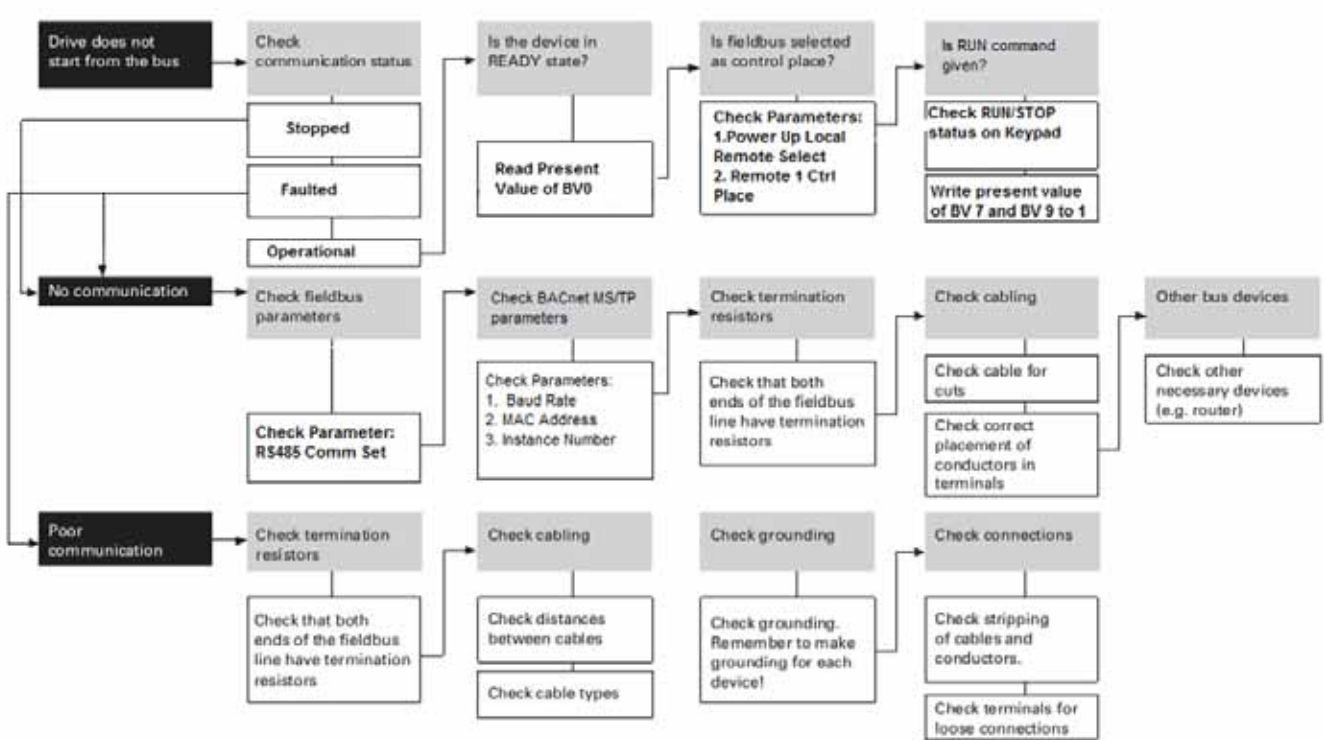 Drive does not
start from the bus
Check
communication status
Stopped
Faulted
Operational
Is the device in
READY state?
Read Present
Value of BV0
Is fieldbus selected
as control place?
Check Parameters:
1.Power Up Local
Remote Select
2. Remote 1 Ctrl
Place
Is RUN command
given?
Check RUN/STOP
status on Keypad
Write present value
of BV 7 and BV 9 to 1
No communication
Check fieldbus
parameters
Check Parameter:
RS485 Comm Set
Check BACnet MS/TP
parameters
Check Parameters:
1. Baud Rate
2. MAC Address
3. Instance Number
Check termination
resistors
Check that both
ends of the fieldbus
line have termination
resistors
Check cabling
Check cable for
cuts
Check correct
placement of
conductors in
terminals
Other bus devices
Check other
necessary devices
(e.g. router)
Poor
communication
Check termination
resistors
Check that both
ends of the fieldbus
line have termination
resistors
Check cabling
Check distances
between cables
Check cable types
Check grounding
Check grounding.
Remember to make
grounding for each
device!
Check connections
Check stripping
of cables and
conductors.
Check terminals for
loose connections